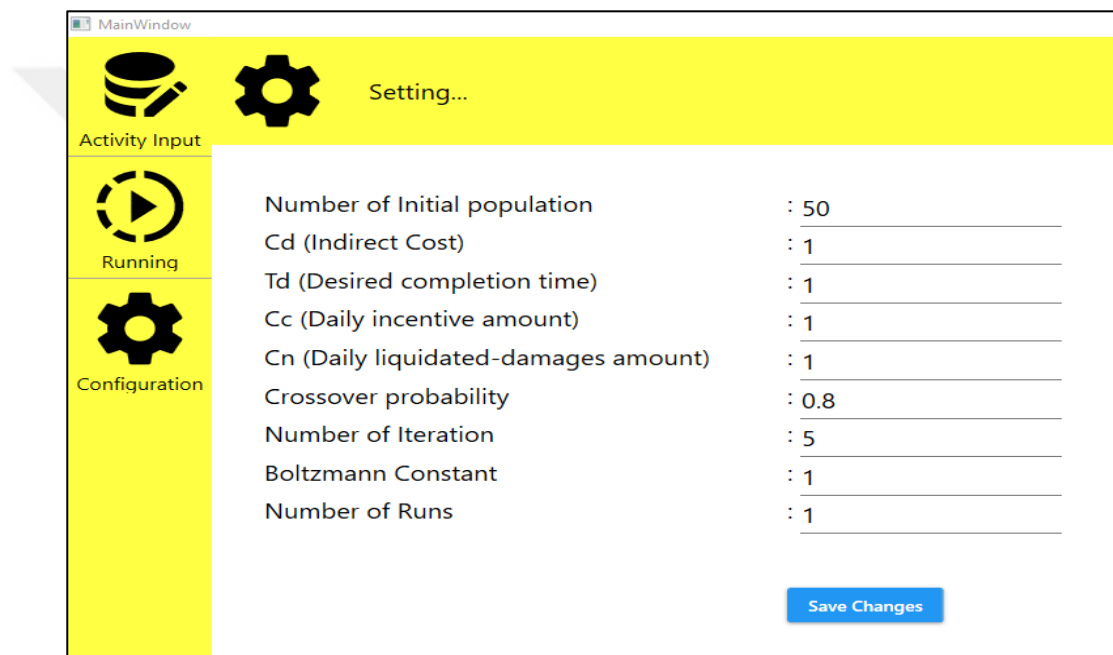 MainWindow
Setting...
Activity Input
Running
Configuration
Number of Initial population : 50
Cd (Indirect Cost) : 1
Td (Desired completion time) : 1
Cc (Daily incentive amount) : 1
Cn (Daily liquidated-damages amount) : 1
Crossover probability : 0.8
Number of Iteration : 5
Boltzmann Constant : 1
Number of Runs : 1
Save Changes